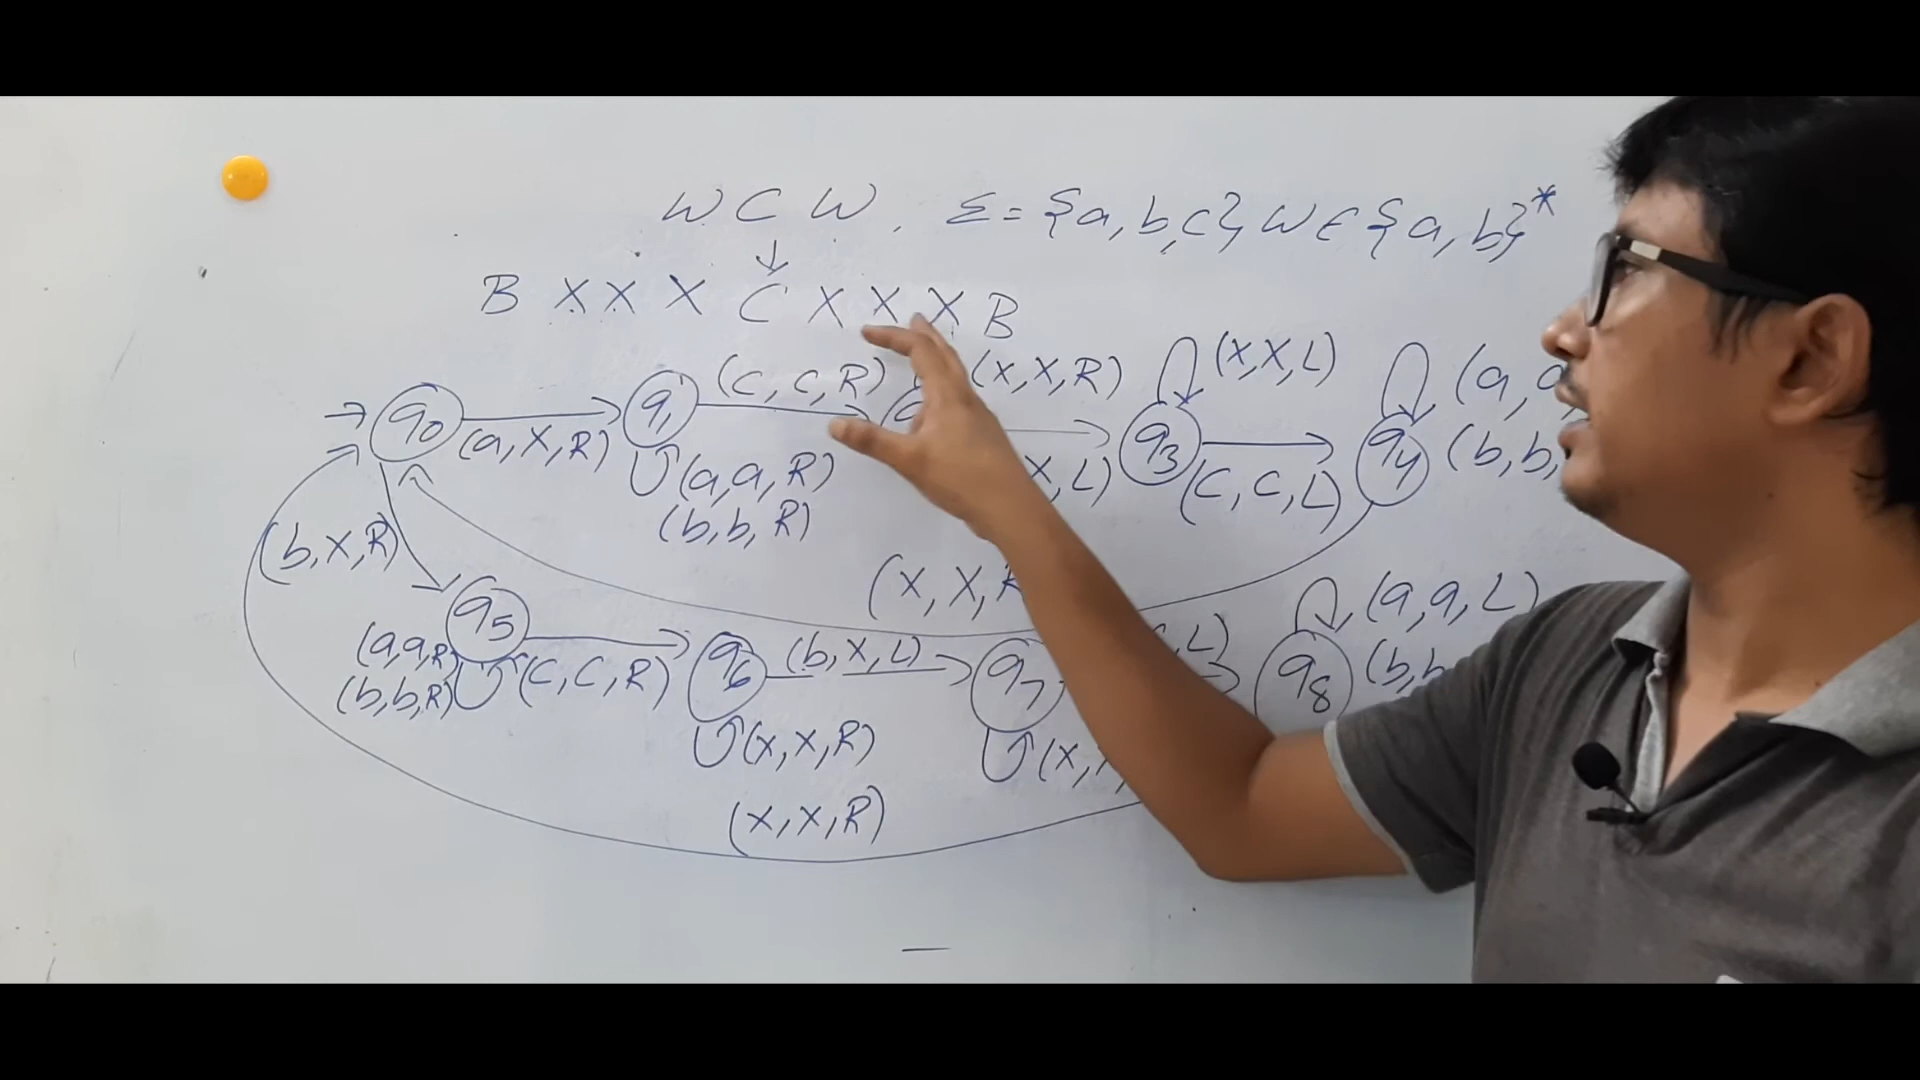 W C W , Σ = {a, b, c} W ∈ {a, b}*
↓
B X X X C X X X B
(c, c, R) (X, X, R) (X, X, L) (a, a
→ q0 (a, X, R) q1 q3 (C, C, L) q4 (b, b,
(a, a, R) X, L)
(b, b, R)
(b, X, R) (X, X, R
(a, a, L)
q5 (C, C, R) q6 (b, X, L) q7 , L) q8 (b, b
(a, a, R)
(b, b, R)
(X, X, R) (X, X
(X, X, R)